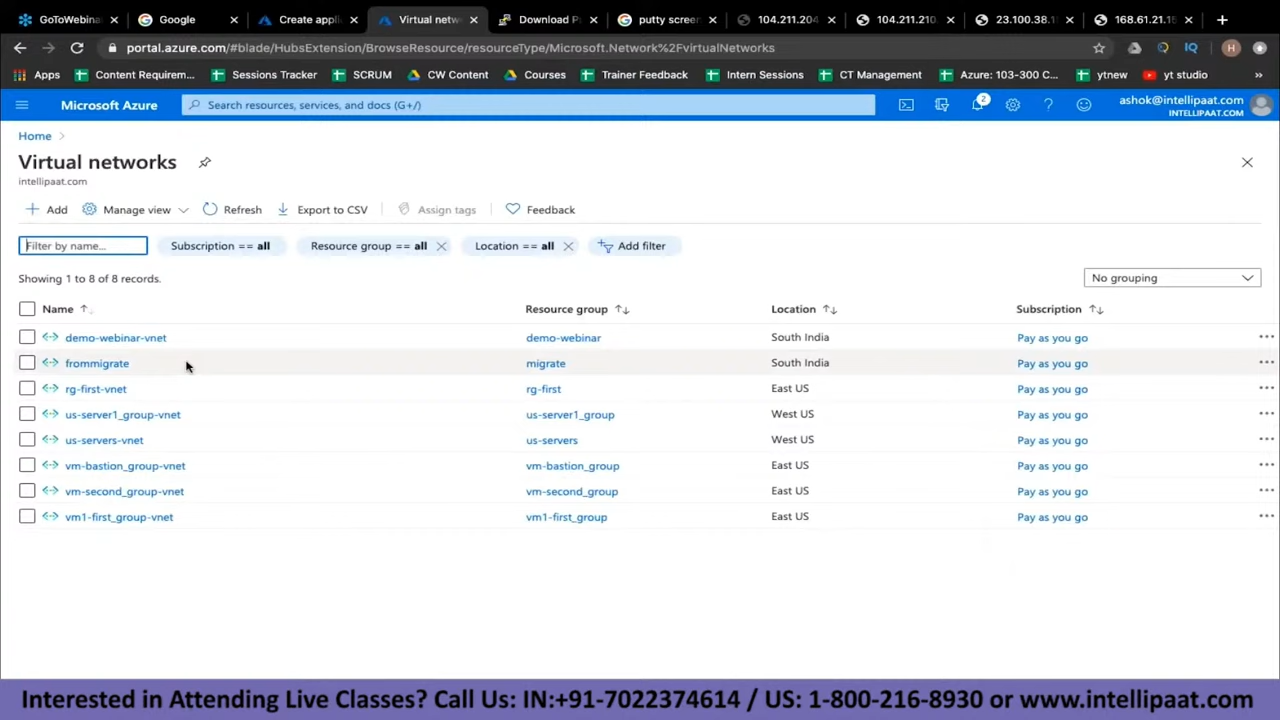 GoToWebina
Google
Create appli
Virtual netw
Download P
putty scree
104.211.204
104.211.210
23.100.38.1
168.61.21.1
portal.azure.com/#blade/HubsExtension/BrowseResource/resourceType/Microsoft.Network%2FvirtualNetworks
H
Apps
Content Requirem...
Sessions Tracker
SCRUM
CW Content
Courses
Trainer Feedback
Intern Sessions
CT Management
Azure: 103-300 C...
ytnew
yt studio
»
Microsoft Azure
Search resources, services, and docs (G+/)
2
ashok@intellipaat.com
INTELLIPAAT.COM
Home >
Virtual networks
intellipaat.com
Add
Manage view
Refresh
Export to CSV
Assign tags
Feedback
Filter by name...
Subscription == all
Resource group == all
Location == all
Add filter
Showing 1 to 8 of 8 records.
No grouping
Name
Resource group
Location
Subscription
demo-webinar-vnet demo-webinar South India Pay as you go
frommigrate migrate South India Pay as you go
rg-first-vnet rg-first East US Pay as you go
us-server1_group-vnet us-server1_group West US Pay as you go
us-servers-vnet us-servers West US Pay as you go
vm-bastion_group-vnet vm-bastion_group East US Pay as you go
vm-second_group-vnet vm-second_group East US Pay as you go
vm1-first_group-vnet vm1-first_group East US Pay as you go
Interested in Attending Live Classes? Call Us: IN:+91-7022374614 / US: 1-800-216-8930 or www.intellipaat.com